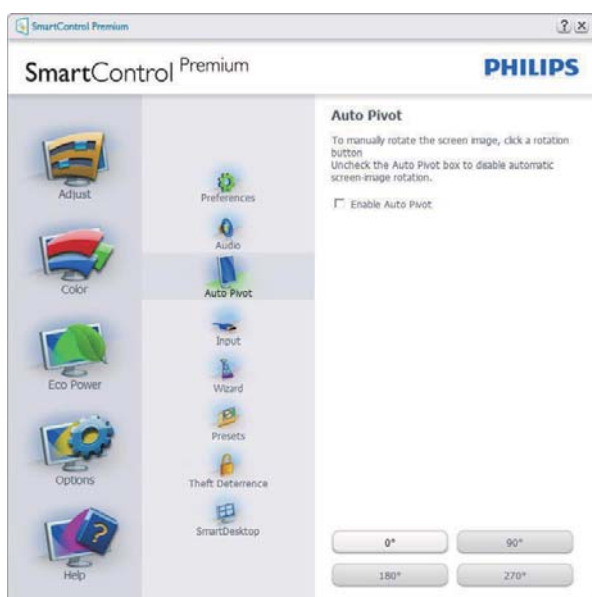 SmartControl Premium
? x
SmartControl Premium
PHILIPS
Adjust
Color
Eco Power
Options
Help
Preferences
Audio
Auto Pivot
Input
Wizard
Presets
Theft Deterrence
SmartDesktop
Auto Pivot
To manually rotate the screen image, click a rotation
button
Uncheck the Auto Pivot box to disable automatic
screen-image rotation.
Enable Auto Pivot
0° 90°
180° 270°